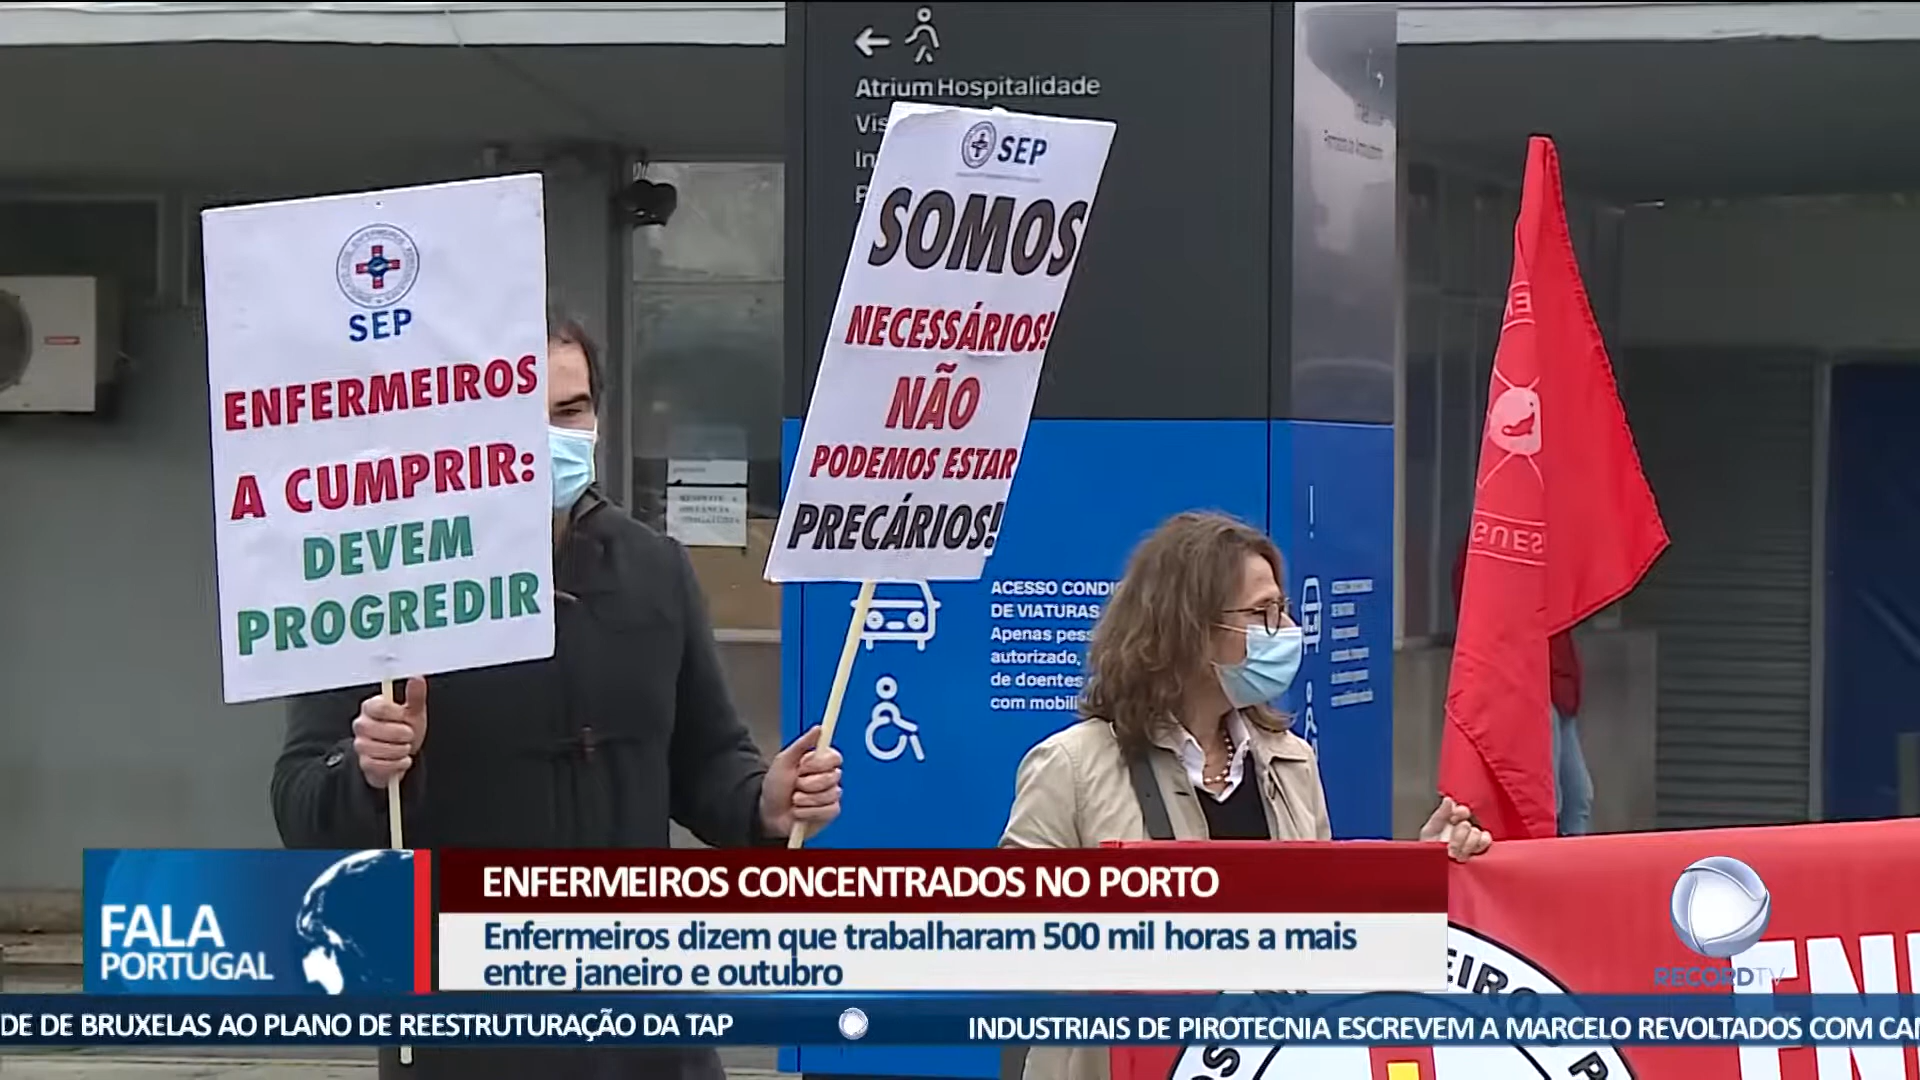 Atrium Hospitalidade
SEP
ENFERMEIROS
A CUMPRIR:
DEVEM
PROGREDIR
SEP
SOMOS
NECESSÁRIOS!
NÃO
PODEMOS ESTAR
PRECÁRIOS!
ACESSO CONDI
DE VIATURAS
Apenas pess
autorizado,
de doentes
com mobili
FALA
PORTUGAL
ENFERMEIROS CONCENTRADOS NO PORTO
Enfermeiros dizem que trabalharam 500 mil horas a mais
entre janeiro e outubro
RECORD TV
DE DE BRUXELAS AO PLANO DE REESTRUTURAÇÃO DA TAP
INDUSTRIAIS DE PIROTECNIA ESCREVEM A MARCELO REVOLTADOS COM CAN